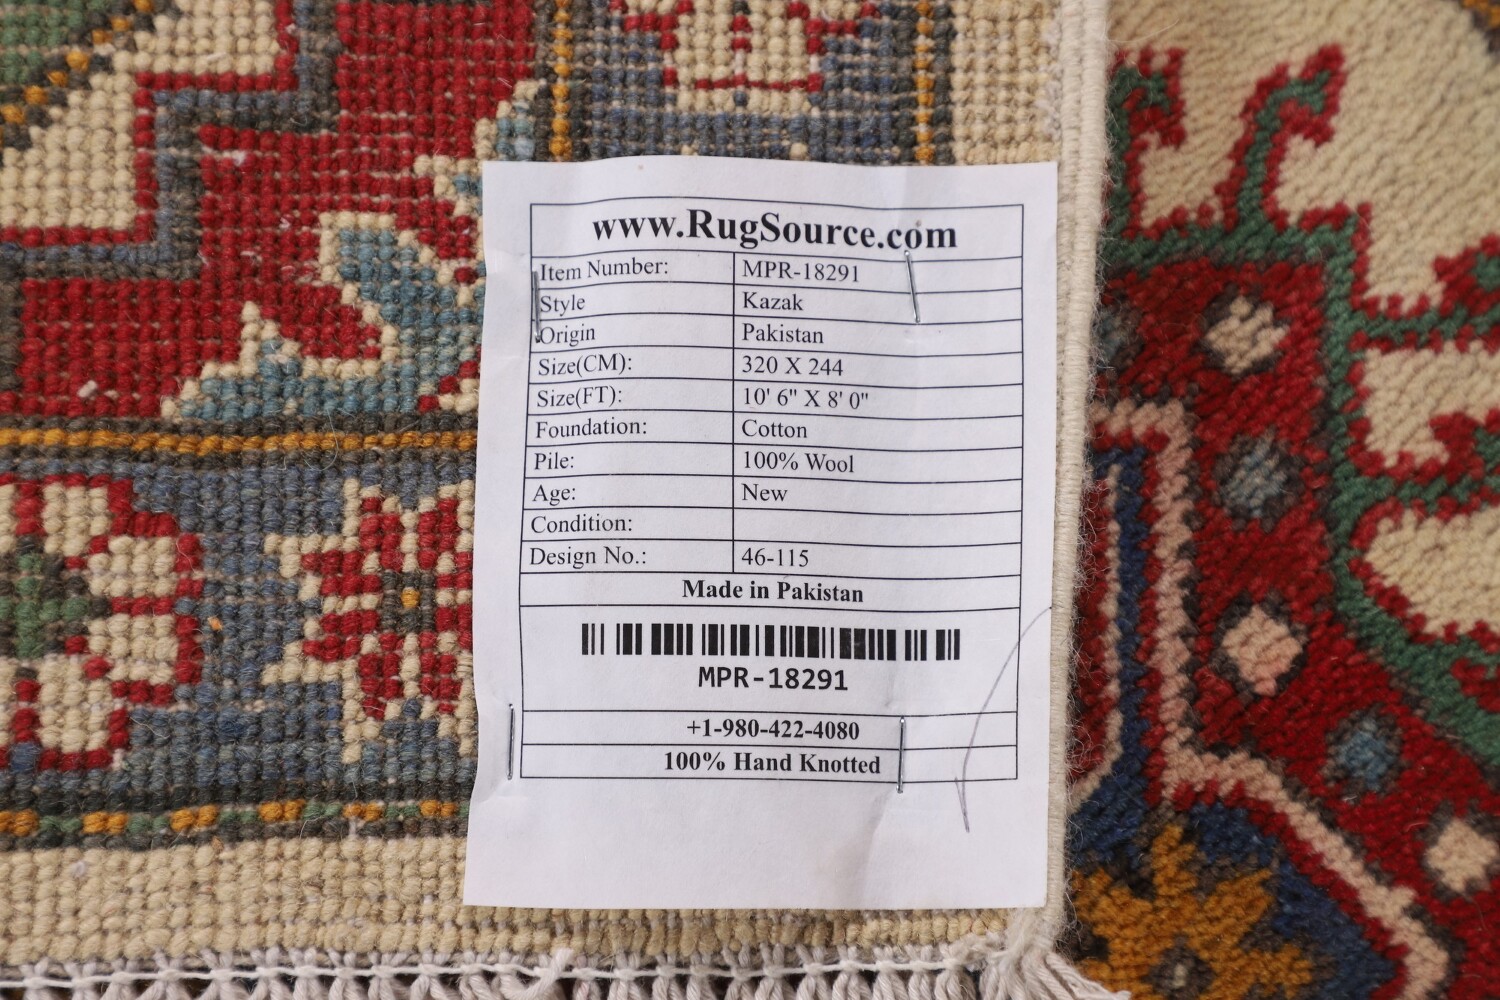 www.RugSource.com
Item Number: MPR-18291
Style Kazak
Origin Pakistan
Size(CM): 320 X 244
Size(FT): 10' 6" X 8' 0"
Foundation: Cotton
Pile: 100% Wool
Age: New
Condition:
Design No.: 46-115
Made in Pakistan
MPR-18291
+1-980-422-4080
100% Hand Knotted